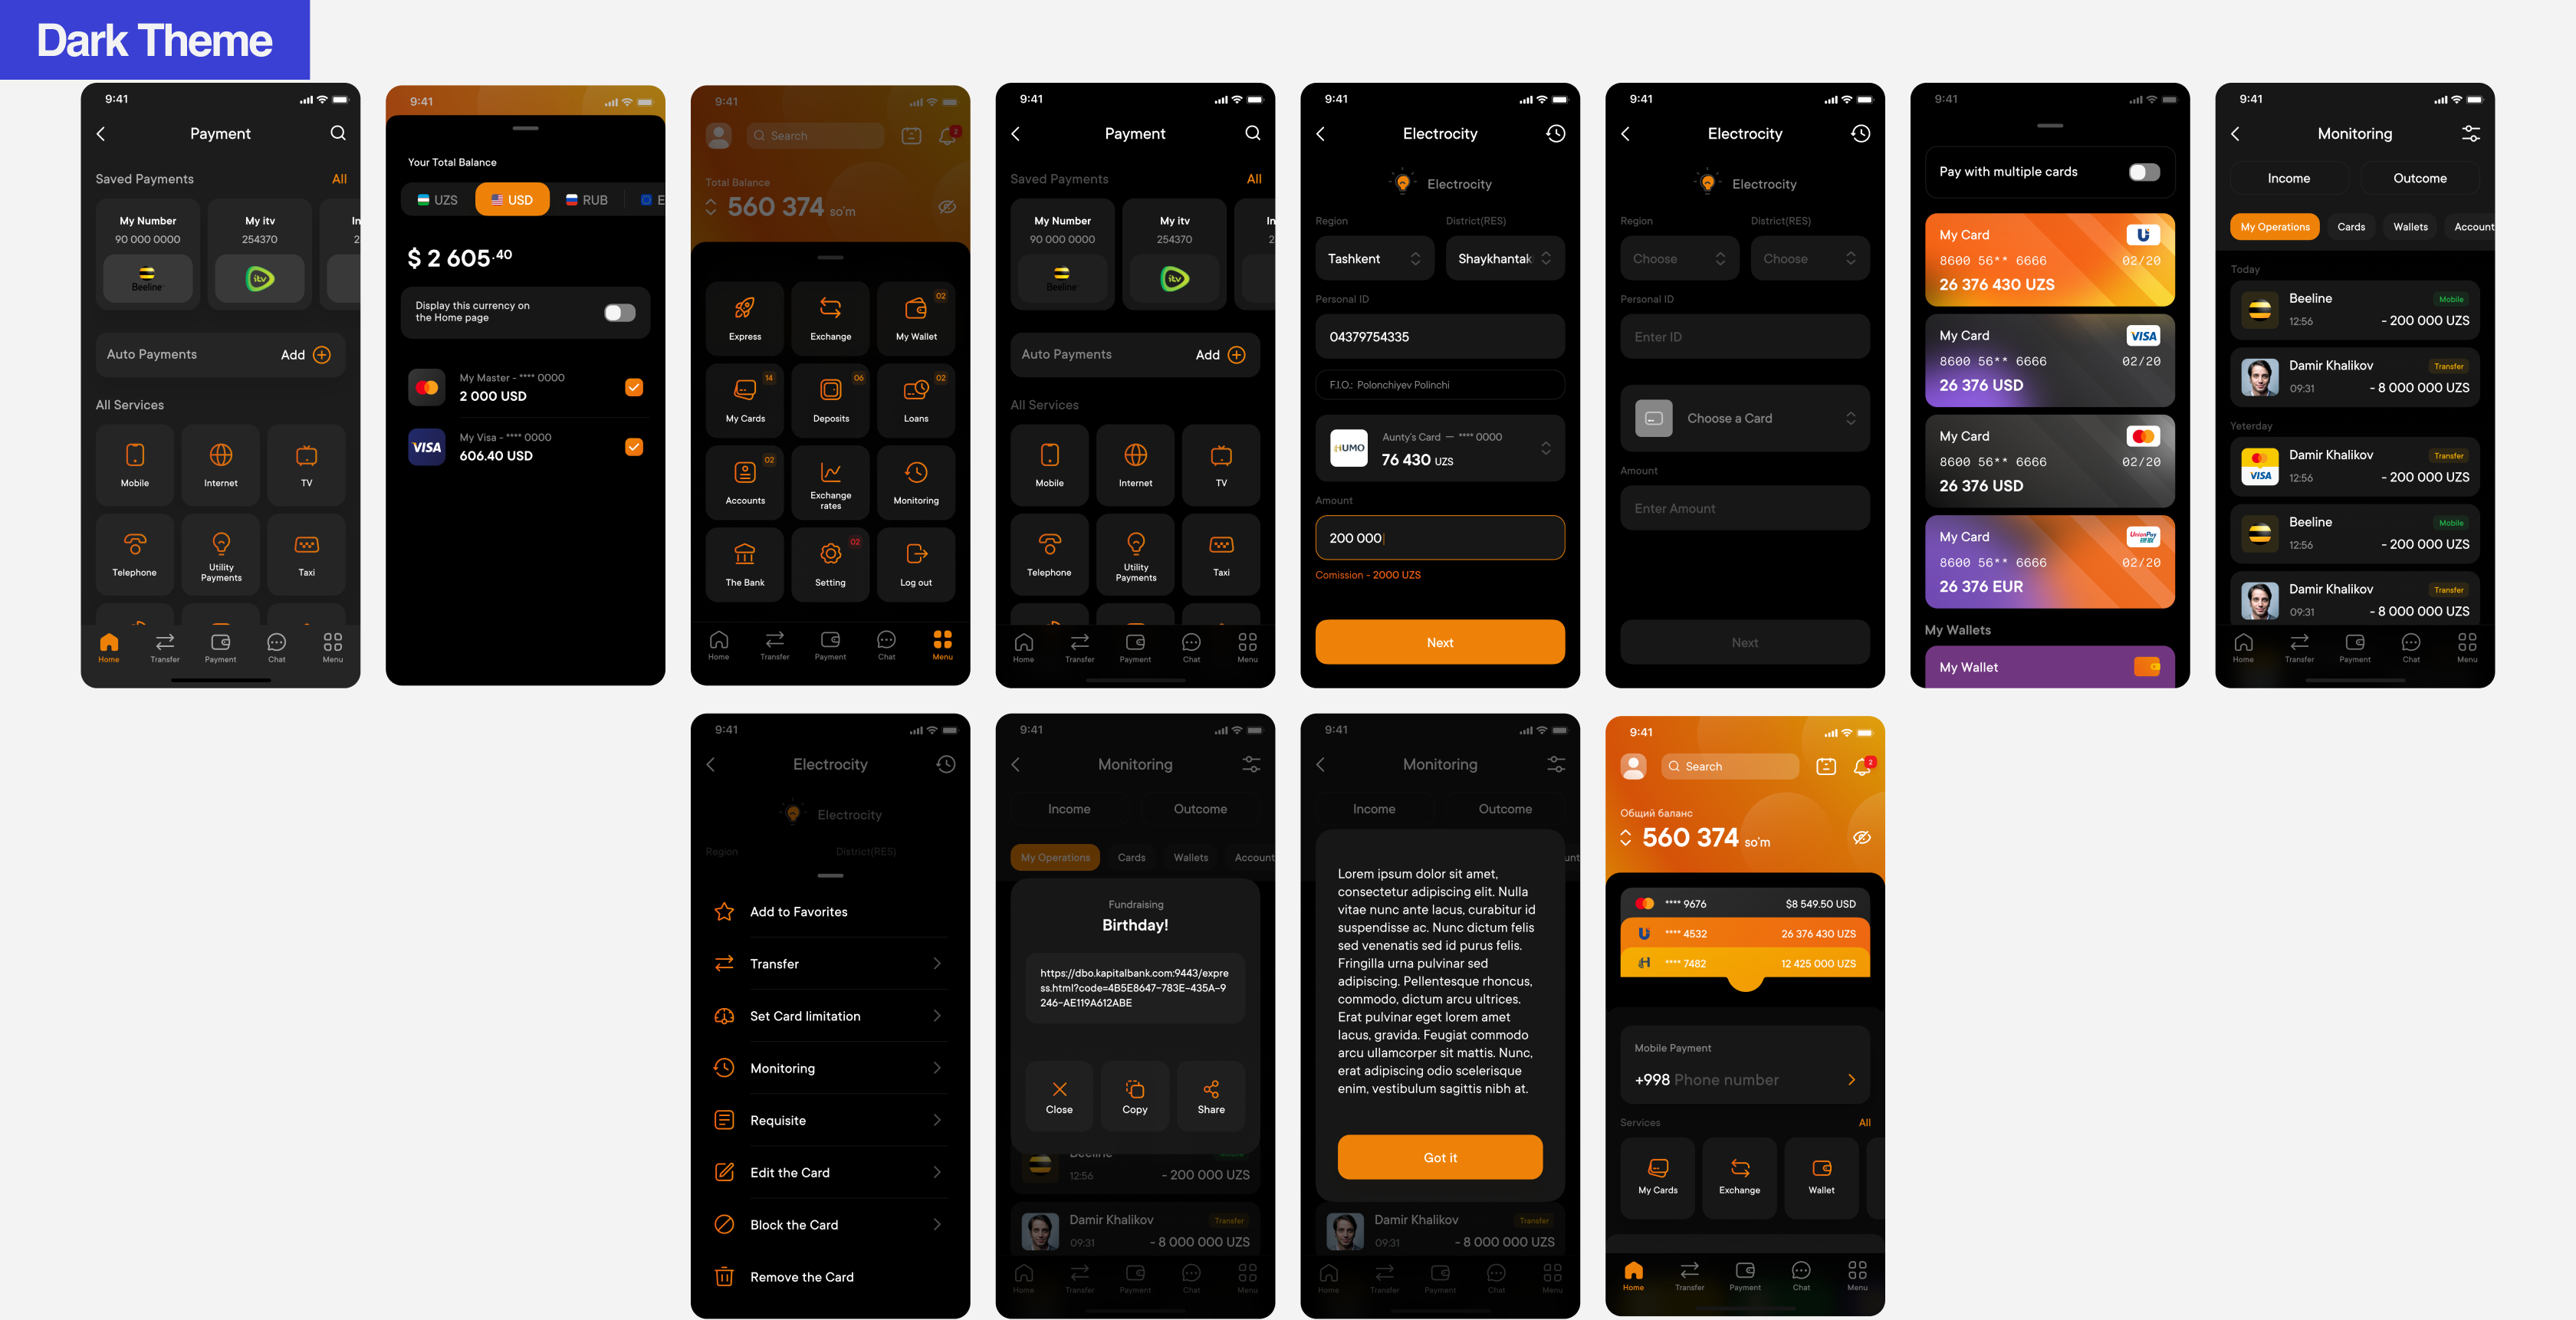 Dark Theme
9:41
Payment
Saved Payments
All
My Number
90 000 0000
Beeline
My itv
254370
itv
In
2
Auto Payments
Add
All Services
Mobile
Internet
TV
Telephone
Utility
Payments
Taxi
Home
Transfer
Payment
Chat
Menu
9:41
Your Total Balance
UZS
USD
RUB
E
$ 2 605.40
Display this currency on
the Home page
My Master - **** 0000
2 000 USD
VISA
My Visa - **** 0000
606.40 USD
9:41
Search
2
Total Balance
560 374 so'm
Express
Exchange
02
My Wallet
14
My Cards
06
Deposits
02
Loans
02
Accounts
Exchange
rates
Monitoring
The Bank
02
Setting
Log out
Home
Transfer
Payment
Chat
Menu
9:41
Payment
Saved Payments
All
My Number
90 000 0000
Beeline
My itv
254370
itv
In
2
Auto Payments
Add
All Services
Mobile
Internet
TV
Telephone
Utility
Payments
Taxi
Home
Transfer
Payment
Chat
Menu
9:41
Electrocity
Electrocity
Region
District(RES)
Tashkent
Shaykhantak
Personal ID
04379754335
F.I.O.: Polonchiyev Polinchi
HUMO
Aunty's Card — **** 0000
76 430 UZS
Amount
200 000
Comission - 2000 UZS
Next
9:41
Electrocity
Electrocity
Region
District(RES)
Choose
Choose
Personal ID
Enter ID
Choose a Card
Amount
Enter Amount
Next
9:41
Pay with multiple cards
My Card
8600 56** 6666
02/20
26 376 430 UZS
My Card
VISA
8600 56** 6666
02/20
26 376 USD
My Card
8600 56** 6666
02/20
26 376 USD
My Card
UnionPay
银联
8600 56** 6666
02/20
26 376 EUR
My Wallets
My Wallet
9:41
Monitoring
Income
Outcome
My Operations
Cards
Wallets
Account
Today
Beeline
Mobile
12:56
- 200 000 UZS
Damir Khalikov
Transfer
09:31
- 8 000 000 UZS
Yeterday
VISA
Damir Khalikov
Transfer
12:56
- 200 000 UZS
Beeline
Mobile
12:56
- 200 000 UZS
Damir Khalikov
Transfer
09:31
- 8 000 000 UZS
Home
Transfer
Payment
Chat
Menu
9:41
Electrocity
Electrocity
Region
District(RES)
Add to Favorites
Transfer
Set Card limitation
Monitoring
Requisite
Edit the Card
Block the Card
Remove the Card
9:41
Monitoring
Income
Outcome
My Operations
Cards
Wallets
Account
Fundraising
Birthday!
https://dbo.kapitalbank.com:9443/expre
ss.html?code=4B5E8647-783E-435A-9
246-AE119A612ABE
Close
Copy
Share
Beeline
Mobile
12:56
- 200 000 UZS
Damir Khalikov
Transfer
09:31
- 8 000 000 UZS
Home
Transfer
Payment
Chat
Menu
9:41
Monitoring
Income
Outcome
unt
Lorem ipsum dolor sit amet,
consectetur adipiscing elit. Nulla
vitae nunc ante lacus, curabitur id
suspendisse ac. Nunc dictum felis
sed venenatis sed id purus felis.
Fringilla urna pulvinar sed
adipiscing. Pellentesque rhoncus,
commodo, dictum arcu ultrices.
Erat pulvinar eget lorem amet
lacus, gravida. Feugiat commodo
arcu ullamcorper sit mattis. Nunc,
erat adipiscing odio scelerisque
enim, vestibulum sagittis nibh at.
Got it
Damir Khalikov
Transfer
09:31
- 8 000 000 UZS
Home
Transfer
Payment
Chat
Menu
9:41
Search
2
Общий баланс
560 374 so'm
**** 9676
$8 549.50 USD
**** 4532
26 376 430 UZS
**** 7482
12 425 000 UZS
Mobile Payment
+998 Phone number
Services
All
My Cards
Exchange
Wallet
Home
Transfer
Payment
Chat
Menu